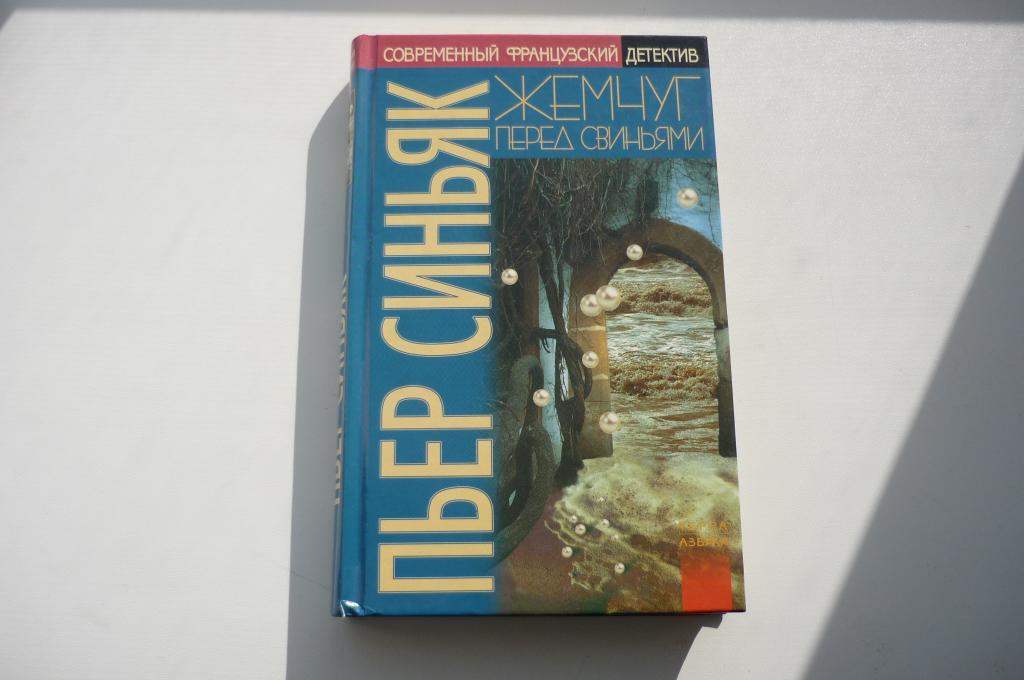 СОВРЕМЕННЫЙ ФРАНЦУЗСКИЙ ДЕТЕКТИВ
ПЬЕР СИНЬЯК
ЖЕМЧУГ
ПЕРЕД СВИНЬЯМИ